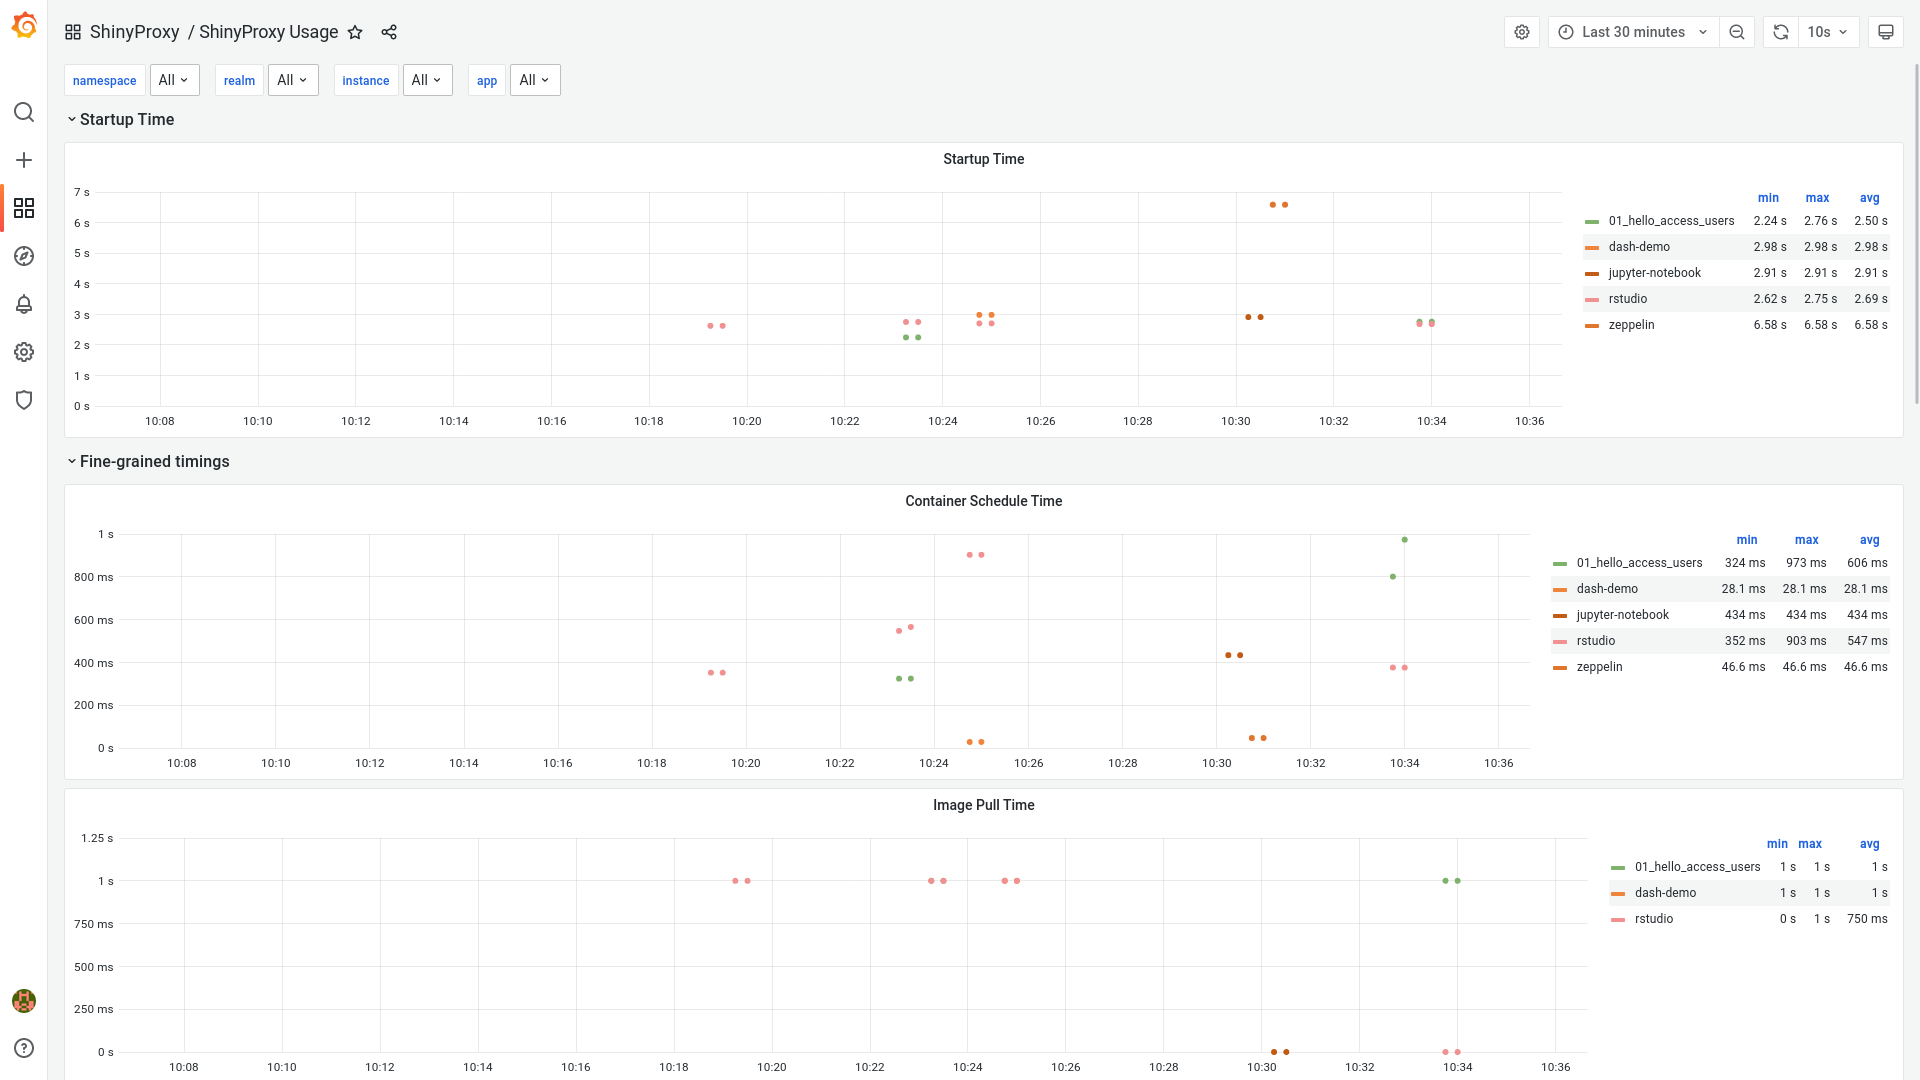 ShinyProxy / ShinyProxy Usage
Last 30 minutes
10s
namespace All realm All instance All app All
Startup Time
Startup Time
7 s
6 s
5 s
4 s
3 s
2 s
1 s
0 s
10:08 10:10 10:12 10:14 10:16 10:18 10:20 10:22 10:24 10:26 10:28 10:30 10:32 10:34 10:36
min max avg
01_hello_access_users 2.24 s 2.76 s 2.50 s
dash-demo 2.98 s 2.98 s 2.98 s
jupyter-notebook 2.91 s 2.91 s 2.91 s
rstudio 2.62 s 2.75 s 2.69 s
zeppelin 6.58 s 6.58 s 6.58 s
Fine-grained timings
Container Schedule Time
1 s
800 ms
600 ms
400 ms
200 ms
0 s
10:08 10:10 10:12 10:14 10:16 10:18 10:20 10:22 10:24 10:26 10:28 10:30 10:32 10:34 10:36
min max avg
01_hello_access_users 324 ms 973 ms 606 ms
dash-demo 28.1 ms 28.1 ms 28.1 ms
jupyter-notebook 434 ms 434 ms 434 ms
rstudio 352 ms 903 ms 547 ms
zeppelin 46.6 ms 46.6 ms 46.6 ms
Image Pull Time
1.25 s
1 s
750 ms
500 ms
250 ms
0 s
10:08 10:10 10:12 10:14 10:16 10:18 10:20 10:22 10:24 10:26 10:28 10:30 10:32 10:34 10:36
min max avg
01_hello_access_users 1 s 1 s 1 s
dash-demo 1 s 1 s 1 s
rstudio 0 s 1 s 750 ms